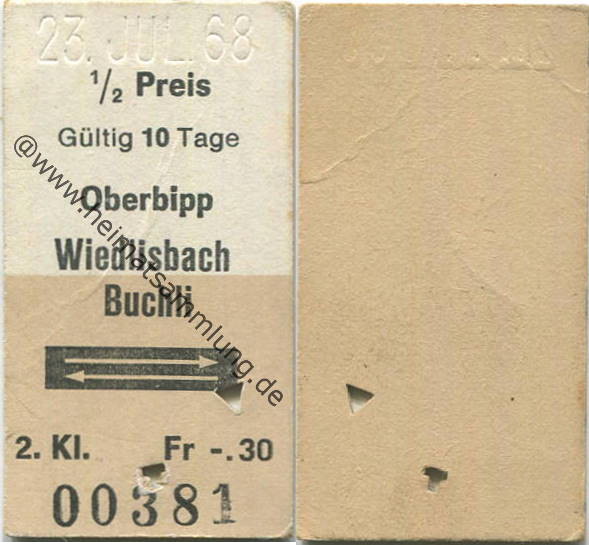 23. JUL. 68
1/2 Preis
Gültig 10 Tage
Oberbipp
Wiedlisbach
Buchli
2. Kl. Fr -.30
00381
@www.heimatsammlung.de